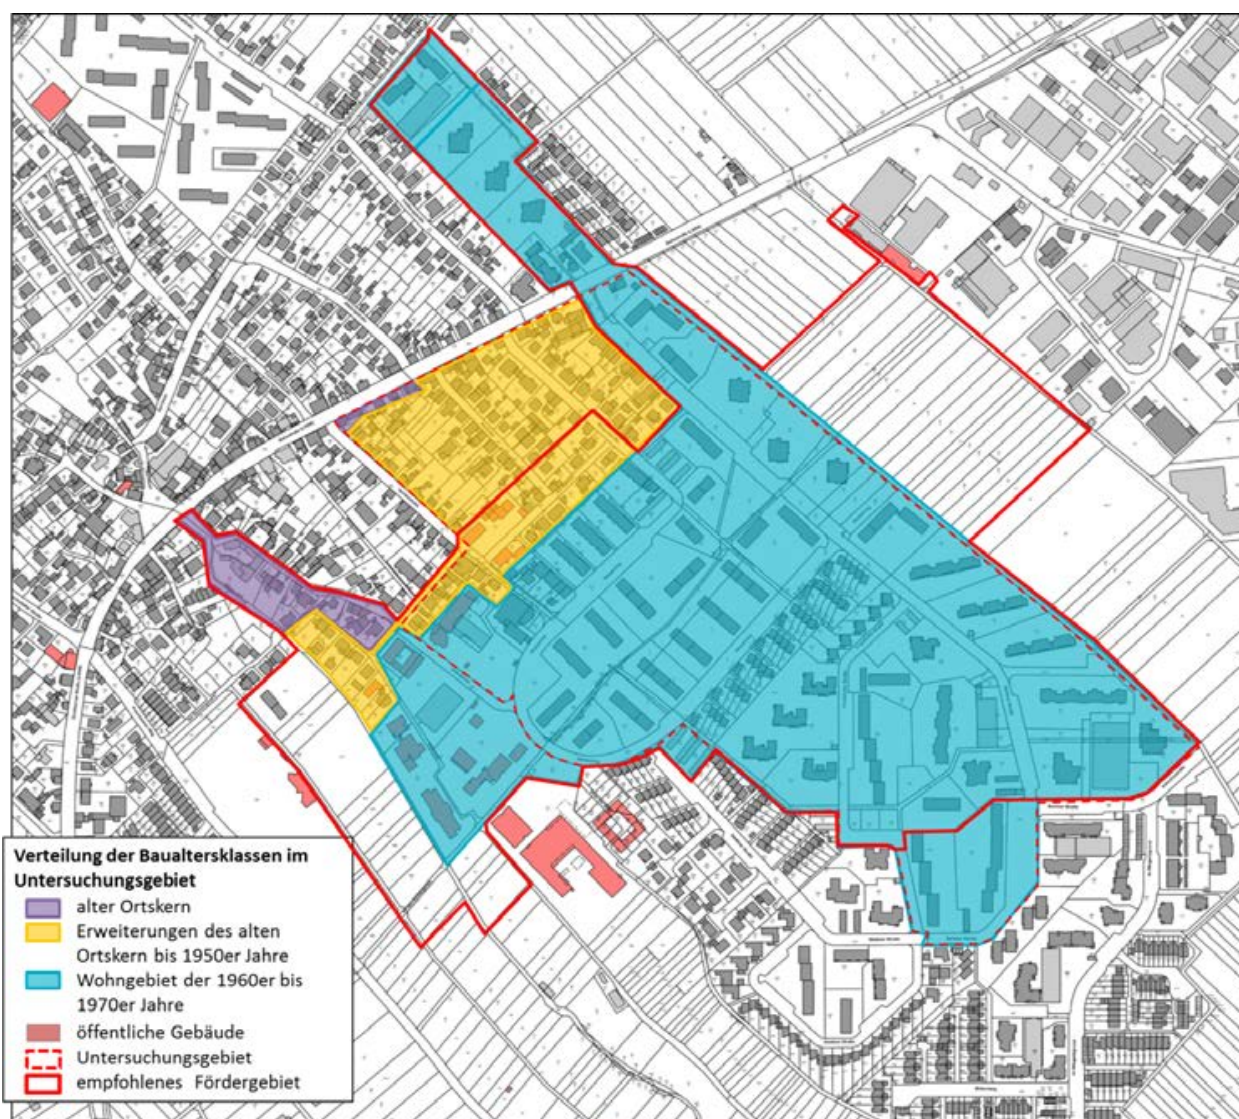 Verteilung der Baualtersklassen im
Untersuchungsgebiet
alter Ortskern
Erweiterungen des alten
Ortskern bis 1950er Jahre
Wohngebiet der 1960er bis
1970er Jahre
öffentliche Gebäude
Untersuchungsgebiet
empfohlenes Fördergebiet